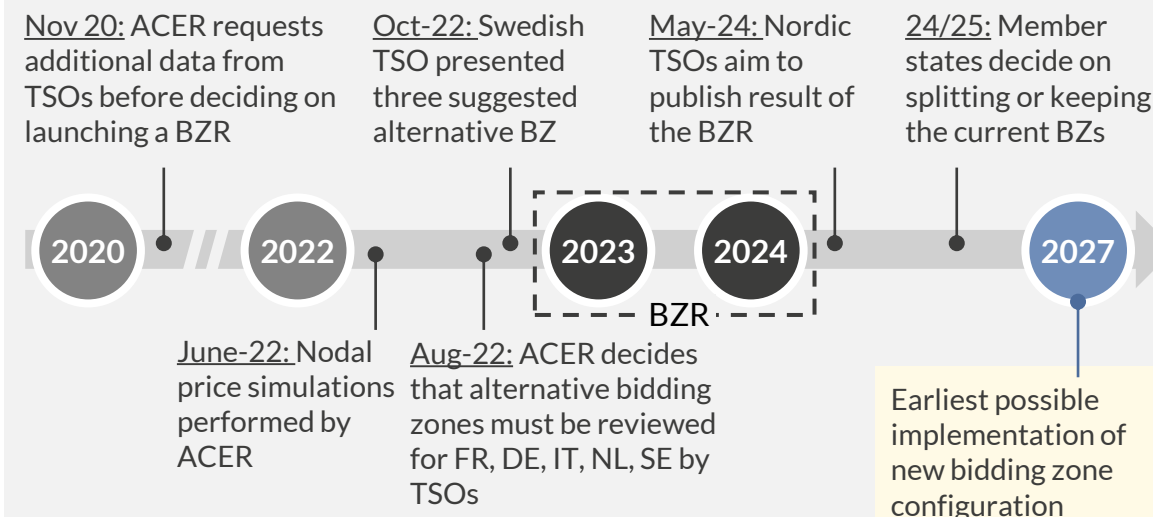 Nov 20: ACER requests
additional data from
TSOs before deciding on
launching a BZR
Oct-22: Swedish
TSO presented
three suggested
alternative BZ
May-24: Nordic
TSOs aim to
publish result of
the BZR
24/25: Member
states decide on
splitting or keeping
the current BZs
2020
2022
2023
2024
2027
BZR
June-22: Nodal
price simulations
performed by
ACER
Aug-22: ACER decides
that alternative bidding
zones must be reviewed
for FR, DE, IT, NL, SE by
TSOs
Earliest possible
implementation of
new bidding zone
configuration